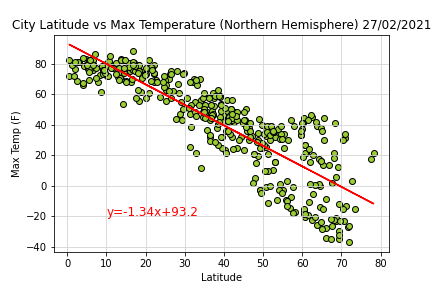 City Latitude vs Max Temperature (Northern Hemisphere) 27/02/2021
Max Temp (F)
80
60
40
20
0
−20
−40
y=-1.34x+93.2
0 10 20 30 40 50 60 70 80
Latitude